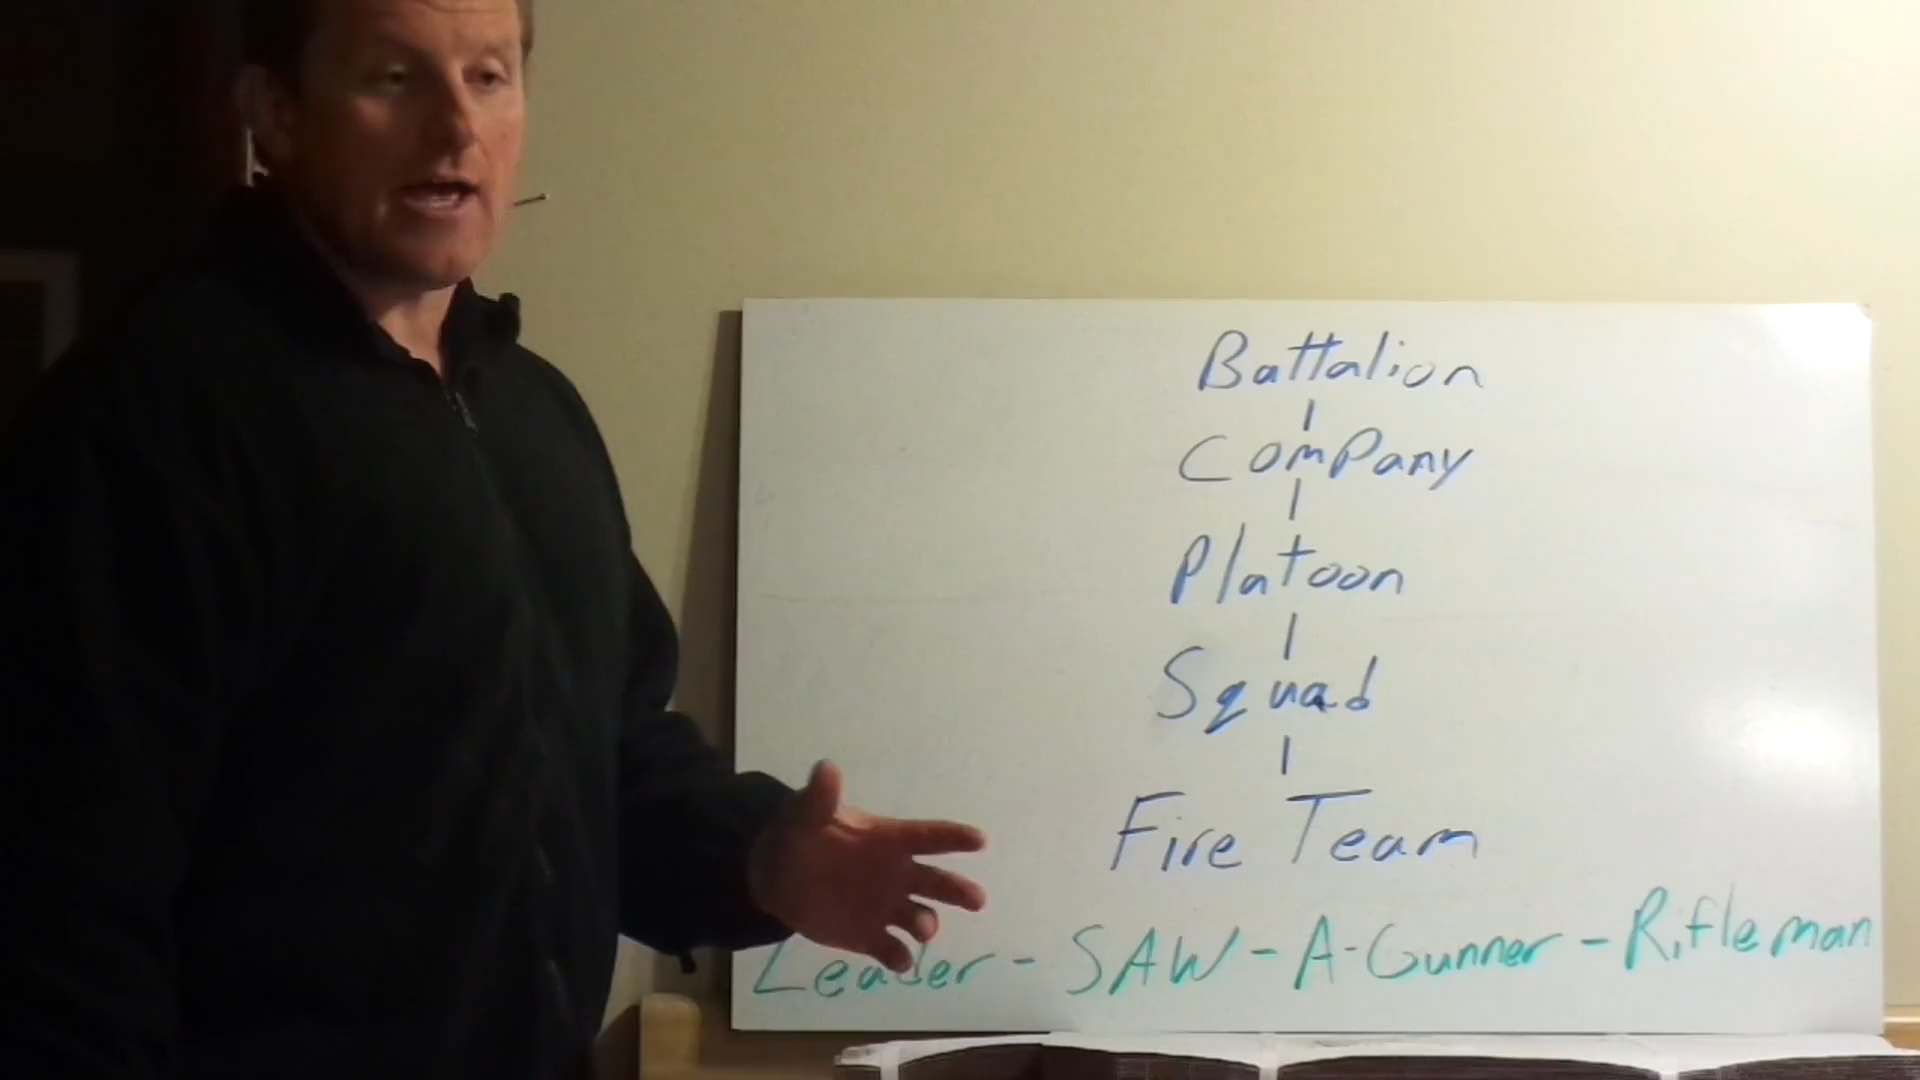 Battalion
Company
Platoon
Squad
Fire Team
Leader - SAW - A-Gunner - Rifleman